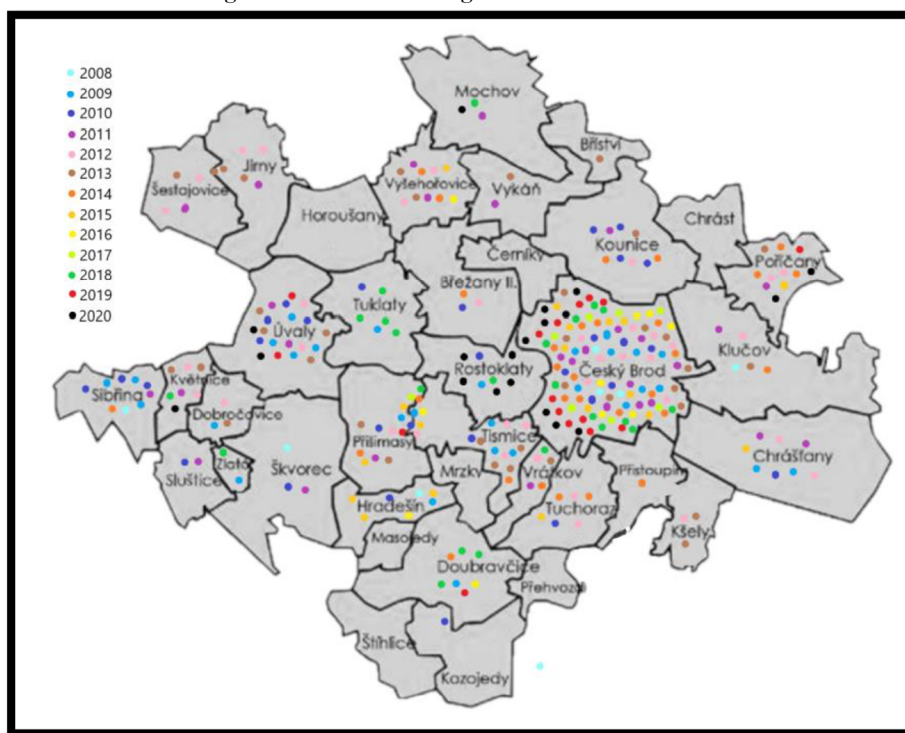 2008
2009
2010
2011
2012
2013
2014
2015
2016
2017
2018
2019
2020
Mochov
Bříství
Jirny
Šestajovice
Vyšehořovice
Vykáň
Horoušany
Chrást
Kounice
Černíky
Poříčany
Břežany II.
Tuklaty
Úvaly
Klučov
Rostoklaty
Český Brod
Květnice
Sibřina
Dobročovice
Přišimasy
Tismice
Chrášťany
Zlatá
Škvorec
Sluštice
Mrzky
Vrátkov
Přistoupim
Hradešín
Tuchoraz
Kšely
Masojedy
Doubravčice
Přehvozdí
Štíhlice
Kozojedy